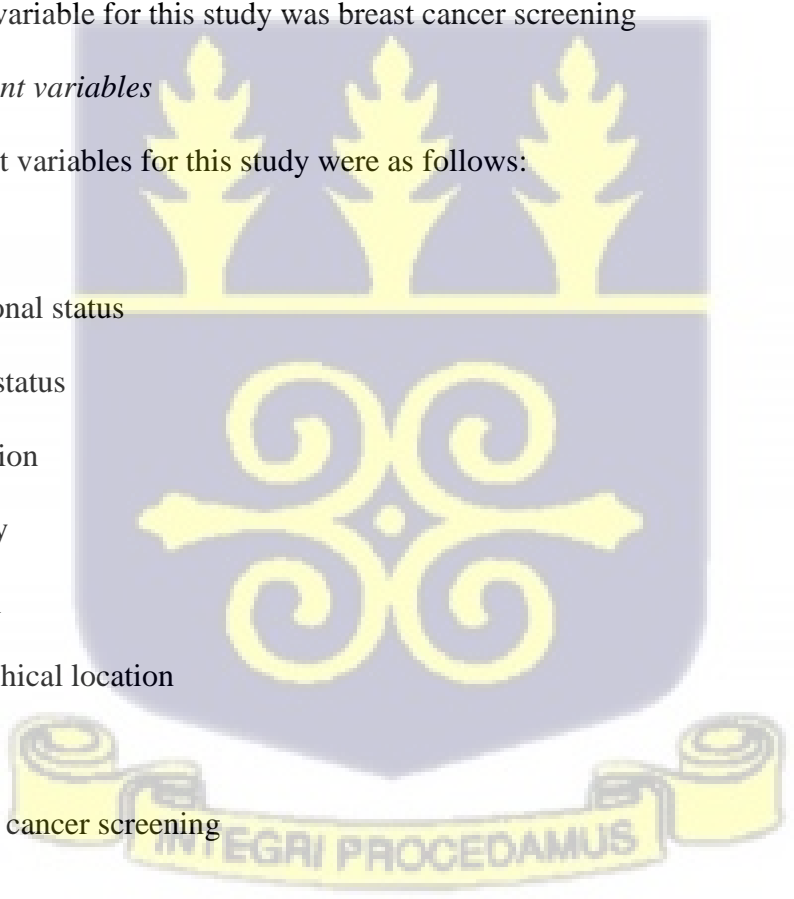 variable for this study was breast cancer screening
nt variables
t variables for this study were as follows:
onal status
status
ion
y
hical location
cancer screening
INTEGRI PROCEDAMUS